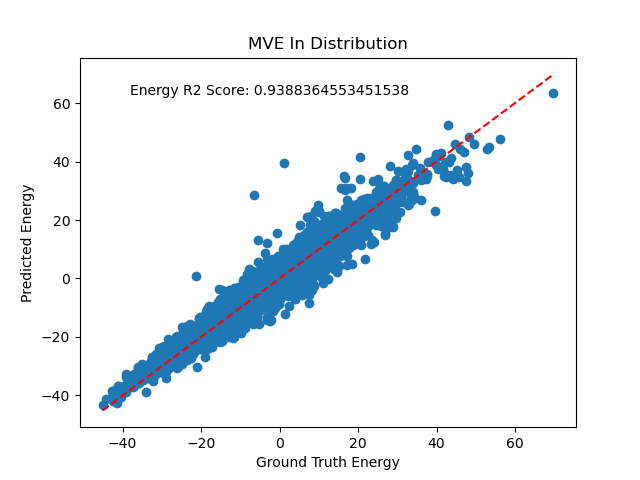 MVE In Distribution
Energy R2 Score: 0.9388364553451538
Predicted Energy
60
40
20
0
−20
−40
−40 −20 0 20 40 60
Ground Truth Energy